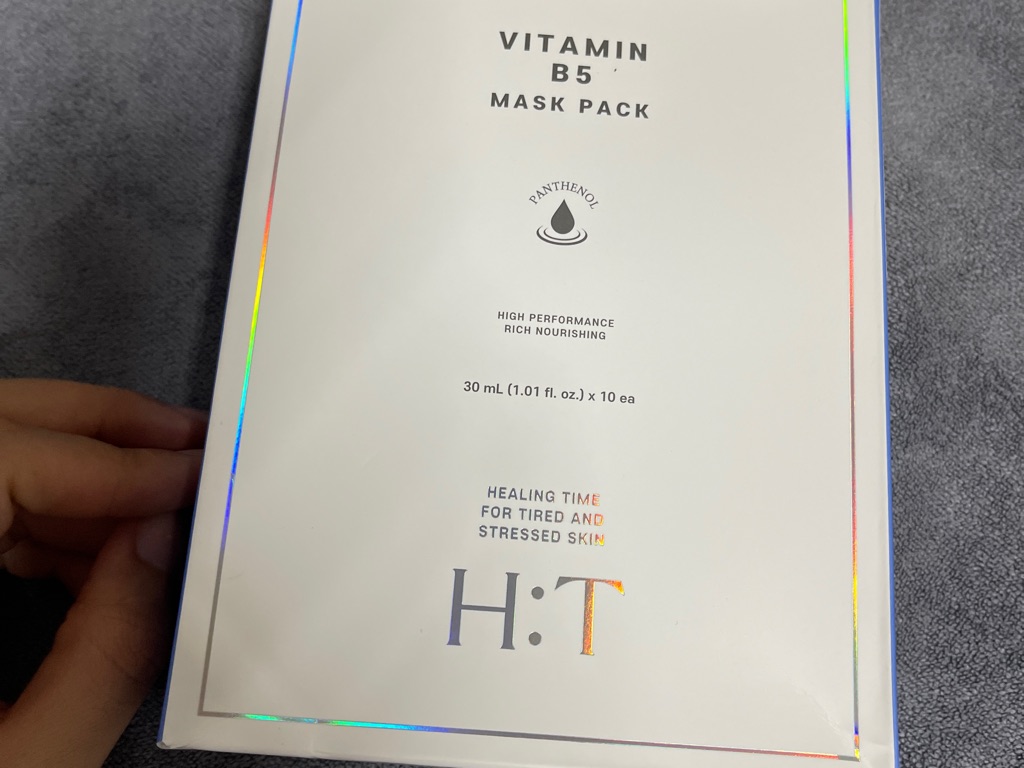 VITAMIN
B5
MASK PACK
PANTHENOL
HIGH PERFORMANCE
RICH NOURISHING
30 mL (1.01 fl. oz.) x 10 ea
HEALING TIME
FOR TIRED AND
STRESSED SKIN
H:T